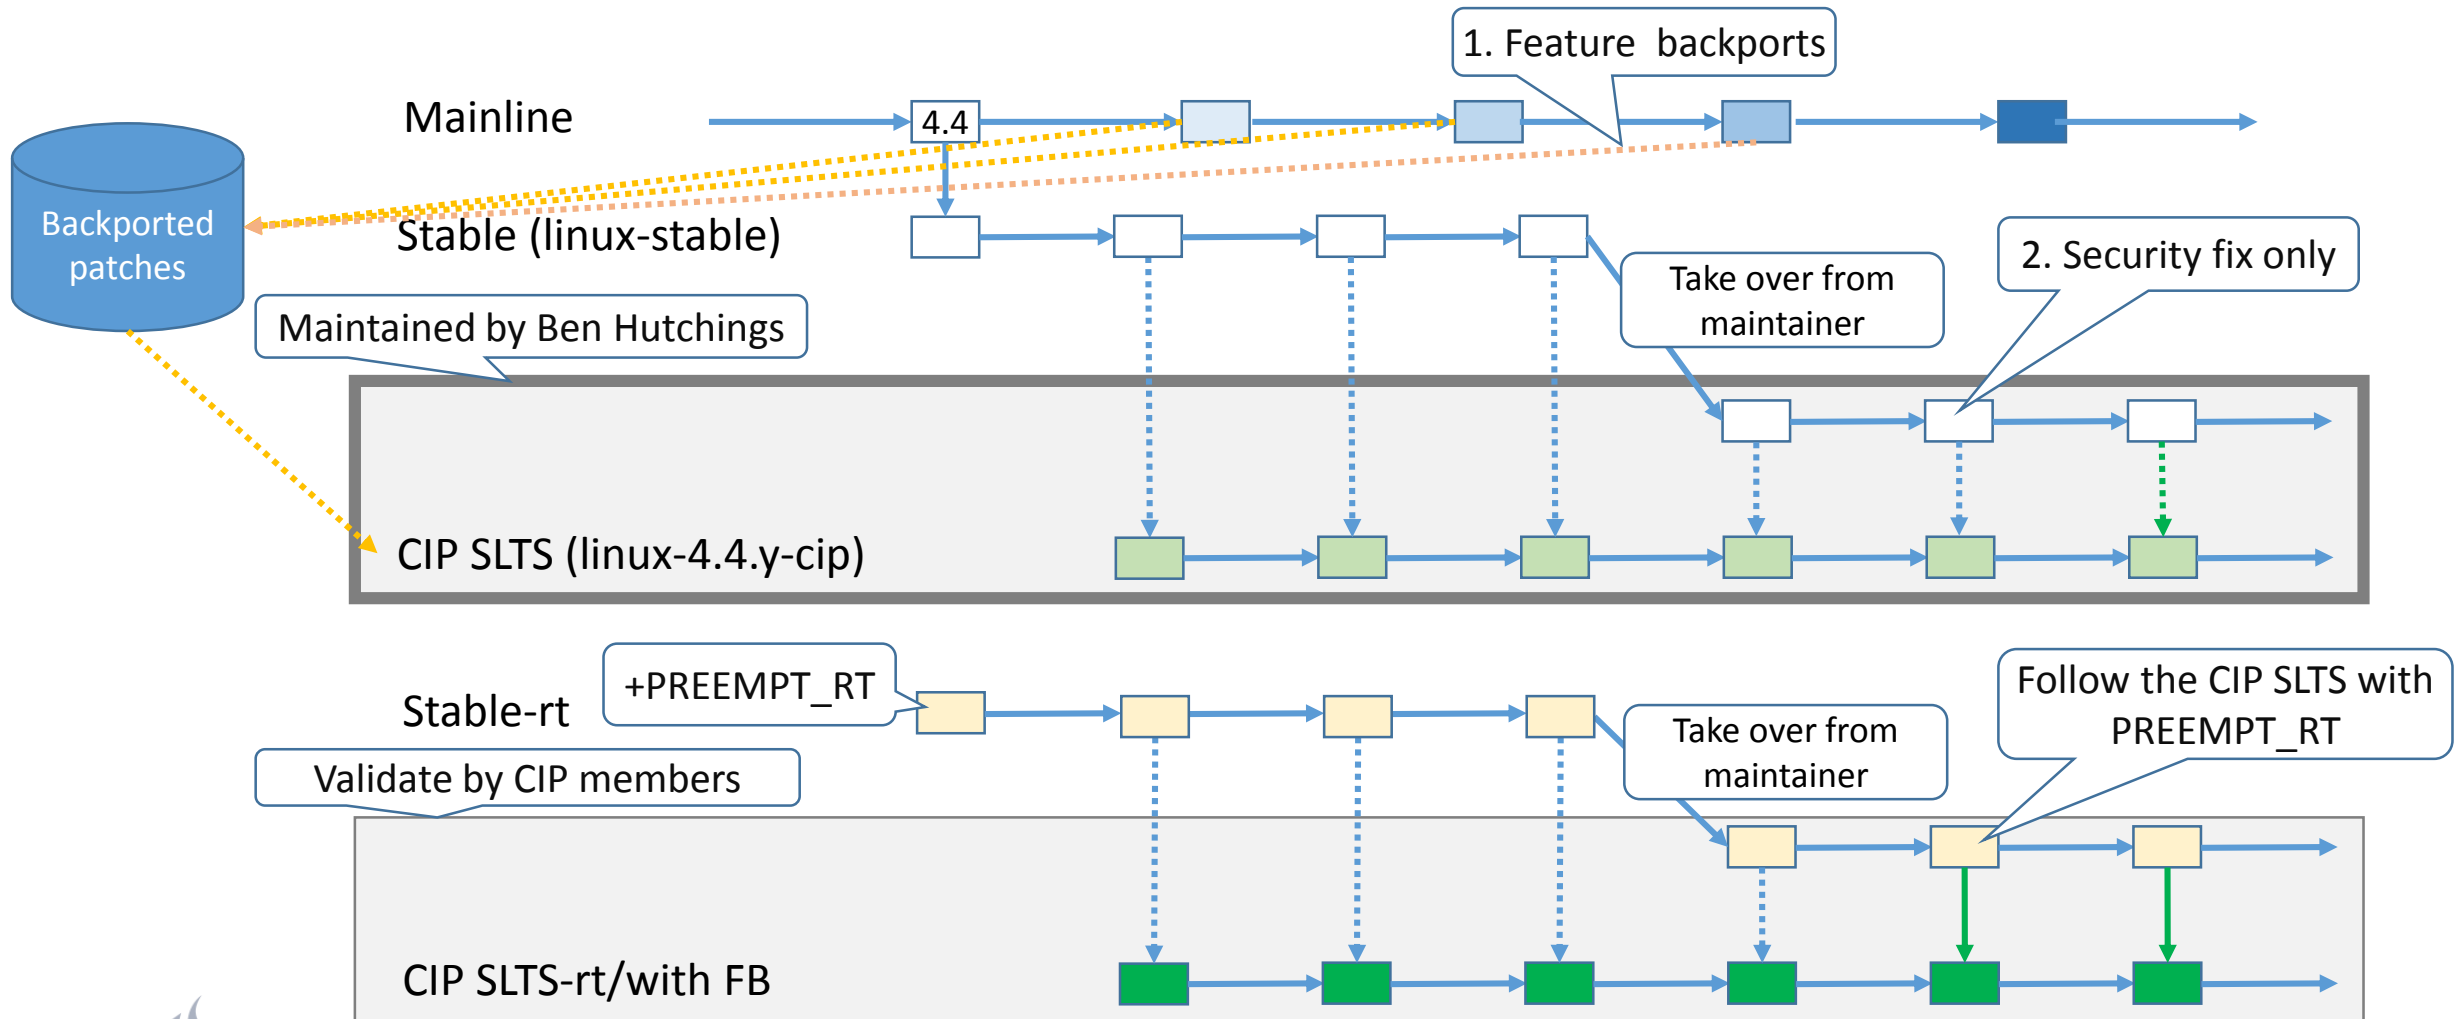 1. Feature  backports
Mainline
4.4
Backported
patches
Stable (linux-stable)
2. Security fix only
Take over from
maintainer
Maintained by Ben Hutchings
CIP SLTS (linux-4.4.y-cip)
+PREEMPT_RT
Stable-rt
Follow the CIP SLTS with
PREEMPT_RT
Take over from
maintainer
Validate by CIP members
CIP SLTS-rt/with FB